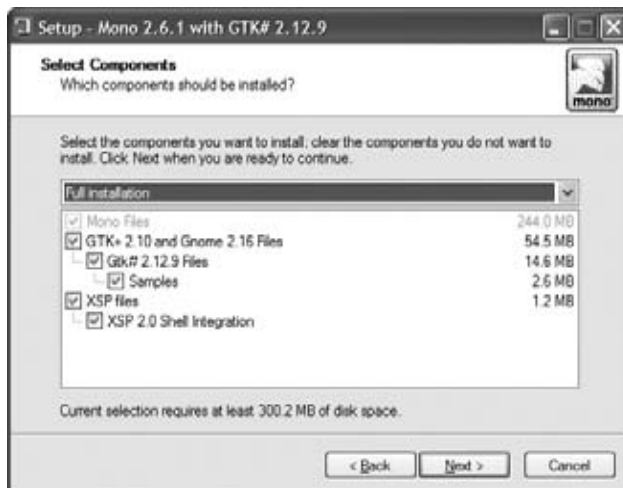 Setup - Mono 2.6.1 with GTK# 2.12.9
Select Components
Which components should be installed?
mono
Select the components you want to install; clear the components you do not want to
install. Click Next when you are ready to continue.
Full installation
Mono Files 244.0 MB
GTK+ 2.10 and Gnome 2.16 Files 54.5 MB
Gtk# 2.12.9 Files 14.6 MB
Samples 2.6 MB
XSP files 1.2 MB
XSP 2.0 Shell Integration
Current selection requires at least 300.2 MB of disk space.
< Back Next > Cancel